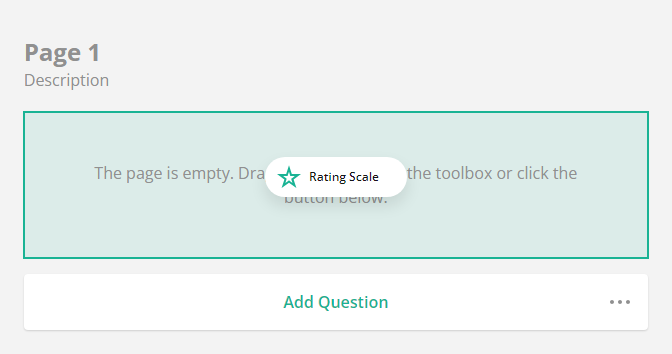 Page 1
Description
The page is empty. Dra
Rating Scale
the toolbox or click the
button below.
Add Question